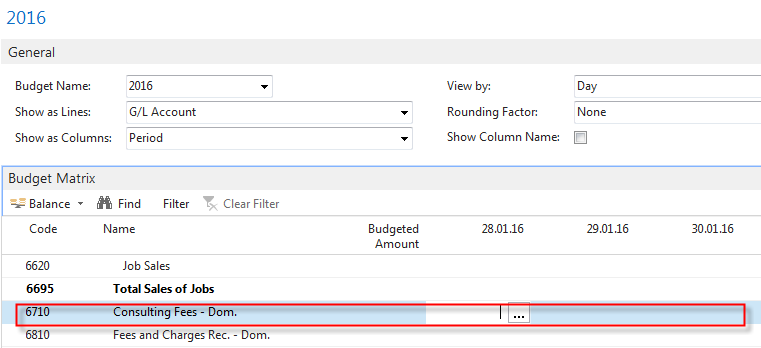 2016
General
Budget Name: 2016 View by: Day
Show as Lines: G/L Account Rounding Factor: None
Show as Columns: Period Show Column Name:
Budget Matrix
Balance Find Filter Clear Filter
Code Name Budgeted Amount 28.01.16 29.01.16 30.01.16
6620 Job Sales
6695 Total Sales of Jobs
6710 Consulting Fees - Dom. ...
6810 Fees and Charges Rec. - Dom.